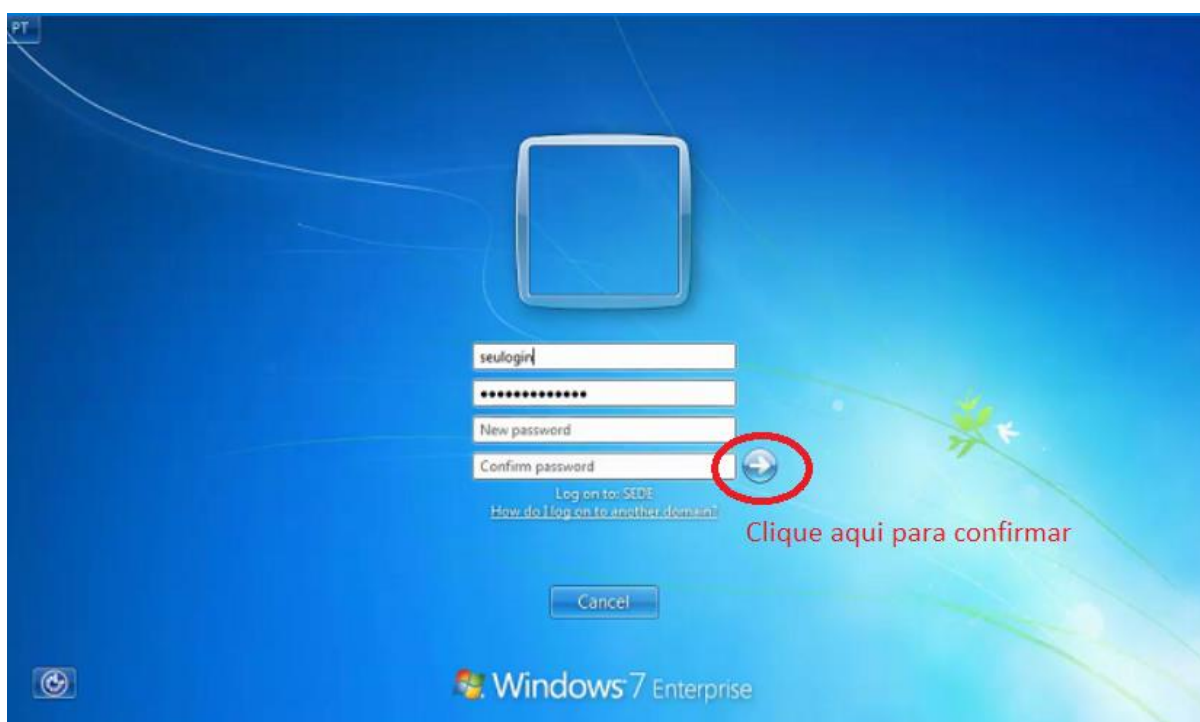 PT
seulogin
New password
Confirm password
Log on to: SEDE
How do I log on to another domain?
Clique aqui para confirmar
Cancel
Windows 7 Enterprise